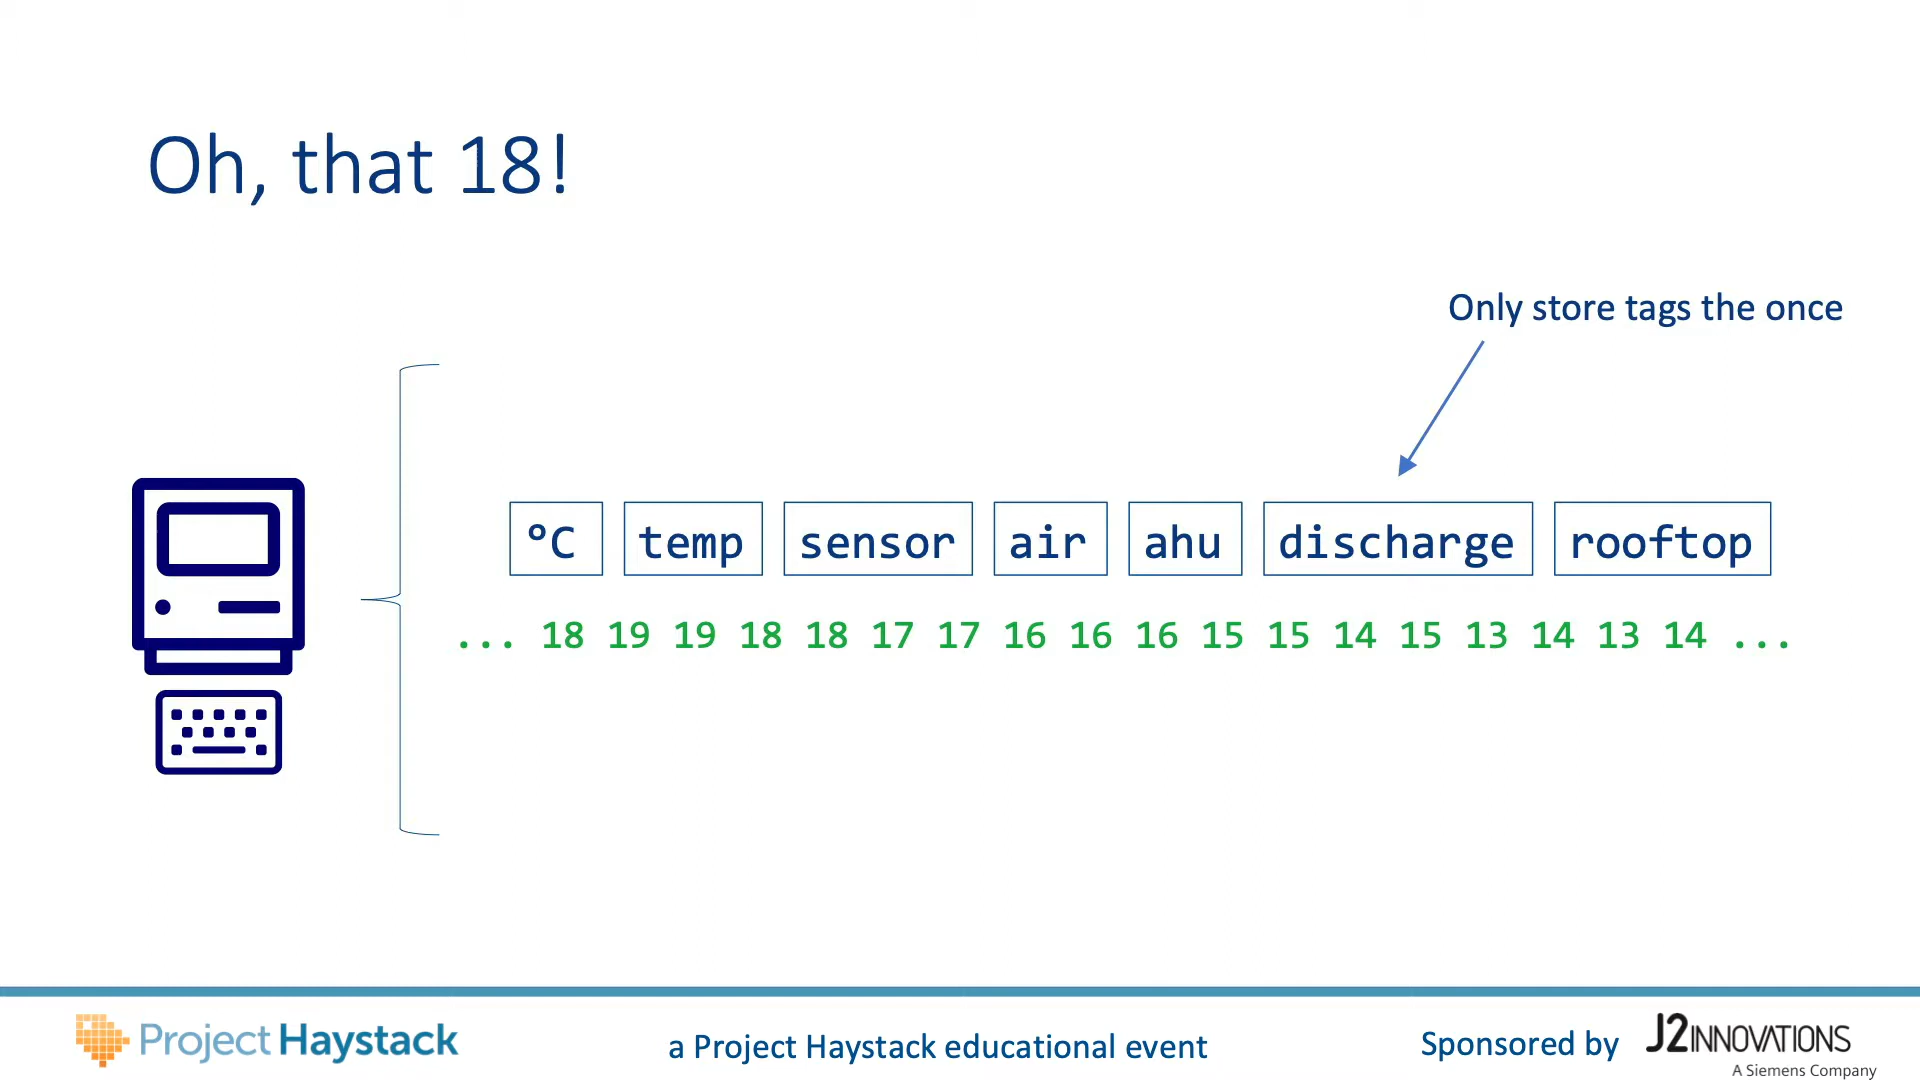 Oh, that 18!
Only store tags the once
°C temp sensor air ahu discharge rooftop
... 18 19 19 18 18 17 17 16 16 16 15 15 14 15 13 14 13 14 ...
Project Haystack
a Project Haystack educational event
Sponsored by
J2INNOVATIONS
A Siemens Company